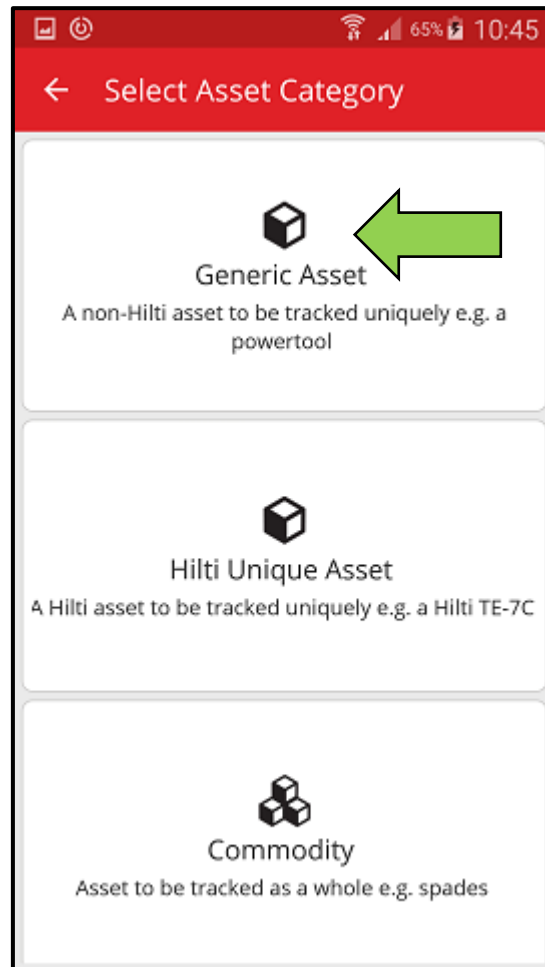 65% 10:45
Select Asset Category
Generic Asset
A non-Hilti asset to be tracked uniquely e.g. a
powertool
Hilti Unique Asset
A Hilti asset to be tracked uniquely e.g. a Hilti TE-7C
Commodity
Asset to be tracked as a whole e.g. spades